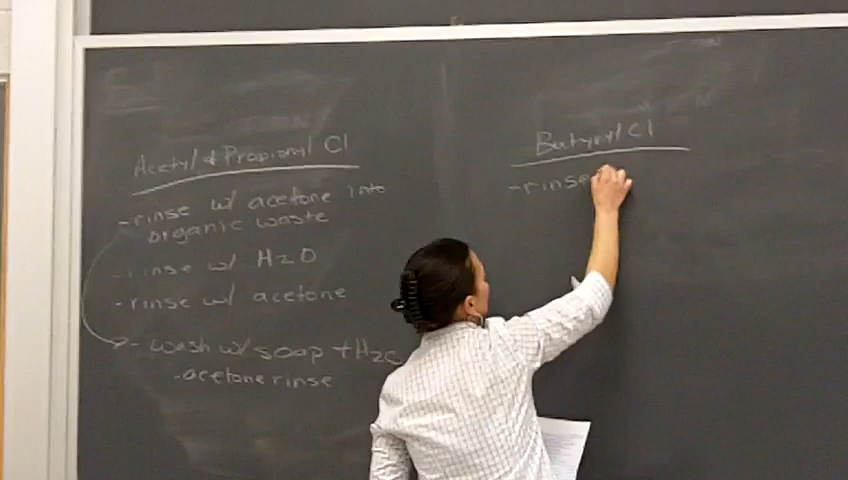 Acetyl & Propionyl Cl
-rinse w/ acetone into
organic waste
-rinse w/ H2O
-rinse w/ acetone
- wash w/ soap + H2O
-acetone rinse
Butyryl Cl
-rinse